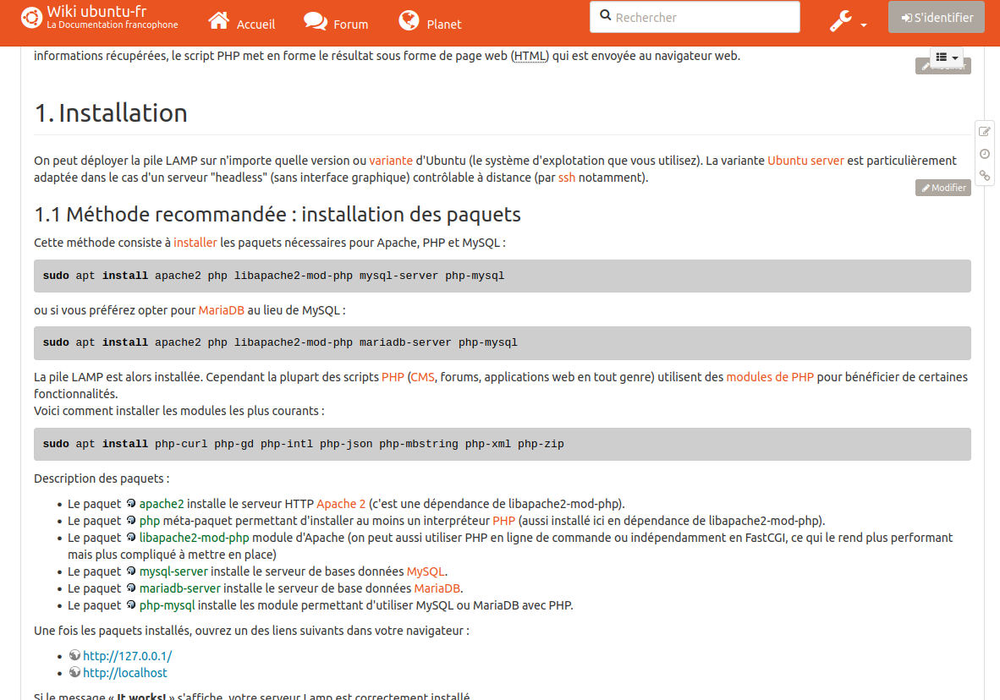 Wiki ubuntu-fr
La Documentation francophone
Accueil
Forum
Planet
Rechercher
S'identifier
informations récupérées, le script PHP met en forme le résultat sous forme de page web (HTML) qui est envoyée au navigateur web.
1. Installation
On peut déployer la pile LAMP sur n'importe quelle version ou variante d'Ubuntu (le système d'explotation que vous utilisez). La variante Ubuntu server est particulièrement
adaptée dans le cas d'un serveur "headless" (sans interface graphique) contrôlable à distance (par ssh notamment).
Modifier
1.1 Méthode recommandée : installation des paquets
Cette méthode consiste à installer les paquets nécessaires pour Apache, PHP et MySQL :
sudo apt install apache2 php libapache2-mod-php mysql-server php-mysql
ou si vous préférez opter pour MariaDB au lieu de MySQL :
sudo apt install apache2 php libapache2-mod-php mariadb-server php-mysql
La pile LAMP est alors installée. Cependant la plupart des scripts PHP (CMS, forums, applications web en tout genre) utilisent des modules de PHP pour bénéficier de certaines
fonctionnalités.
Voici comment installer les modules les plus courants :
sudo apt install php-curl php-gd php-intl php-json php-mbstring php-xml php-zip
Description des paquets :
• Le paquet apache2 installe le serveur HTTP Apache 2 (c'est une dépendance de libapache2-mod-php).
• Le paquet php méta-paquet permettant d'installer au moins un interpréteur PHP (aussi installé ici en dépendance de libapache2-mod-php).
• Le paquet libapache2-mod-php module d'Apache (on peut aussi utiliser PHP en ligne de commande ou indépendamment en FastCGI, ce qui le rend plus performant
mais plus compliqué à mettre en place)
• Le paquet mysql-server installe le serveur de bases données MySQL.
• Le paquet mariadb-server installe le serveur de base données MariaDB.
• Le paquet php-mysql installe les module permettant d'utiliser MySQL ou MariaDB avec PHP.
Une fois les paquets installés, ouvrez un des liens suivants dans votre navigateur :
• http://127.0.0.1/
• http://localhost
Si le message « It works! » s'affiche, votre serveur Lamp est correctement installé.